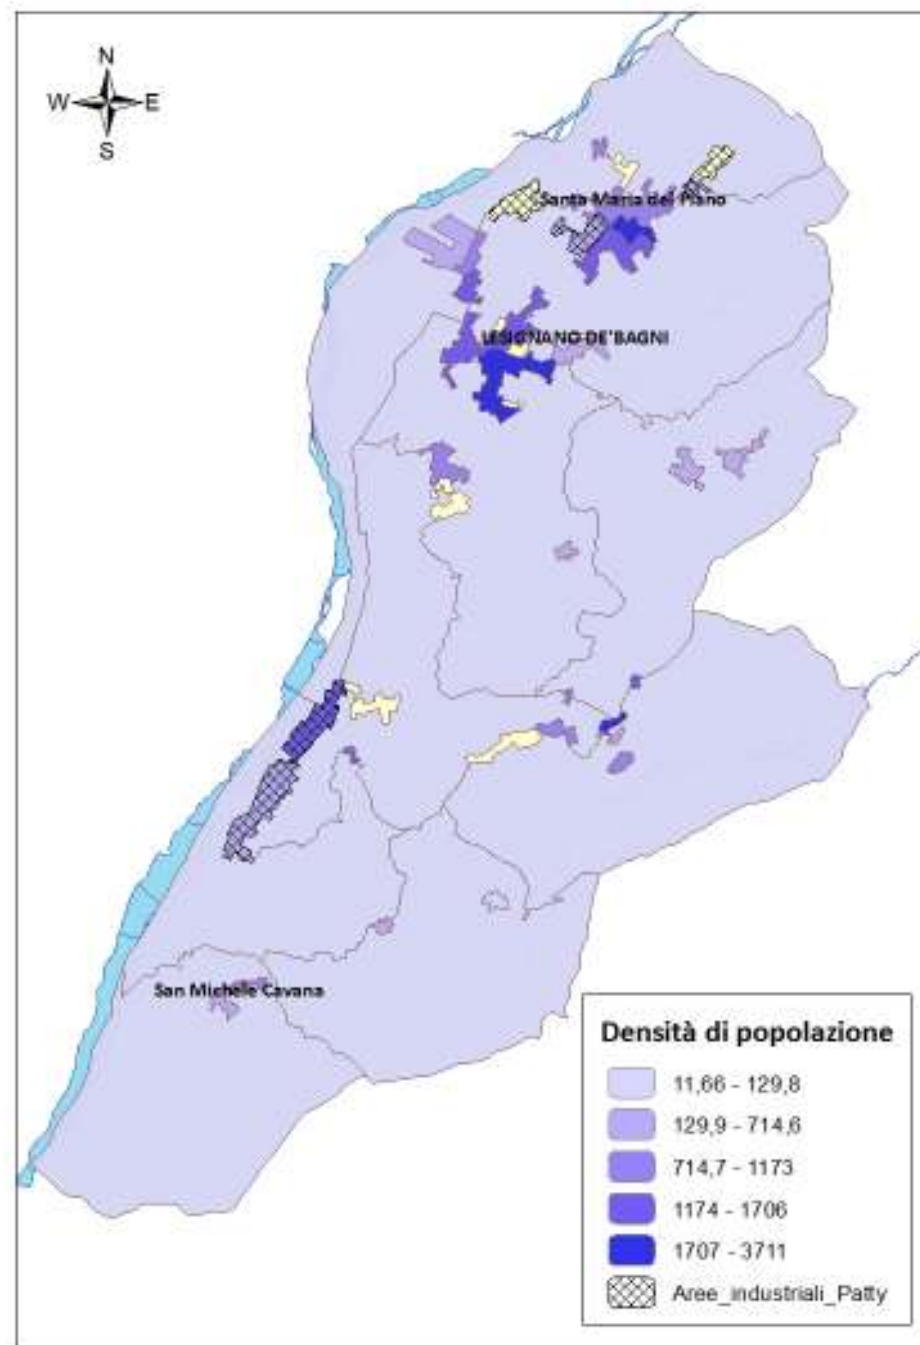 N
W E
S
Santa Maria del Piano
LESIGNANO DE'BAGNI
San Michele Cavana
Densità di popolazione
11,66 - 129,8
129,9 - 714,6
714,7 - 1173
1174 - 1706
1707 - 3711
Aree_industriali_Patty